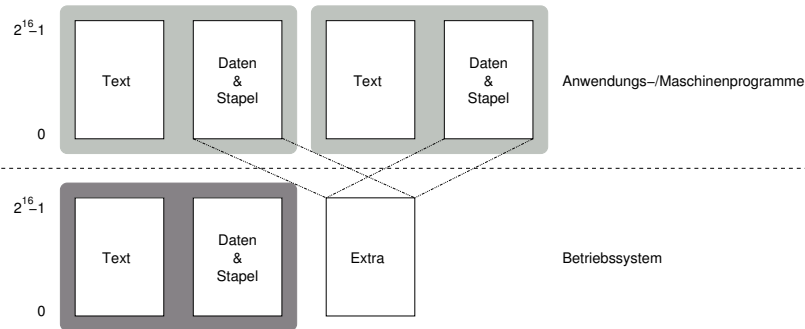 2^16–1
Text
Daten
&
Stapel
Text
Daten
&
Stapel
Anwendungs–/Maschinenprogramme
0
2^16–1
Text
Daten
&
Stapel
Extra
Betriebssystem
0